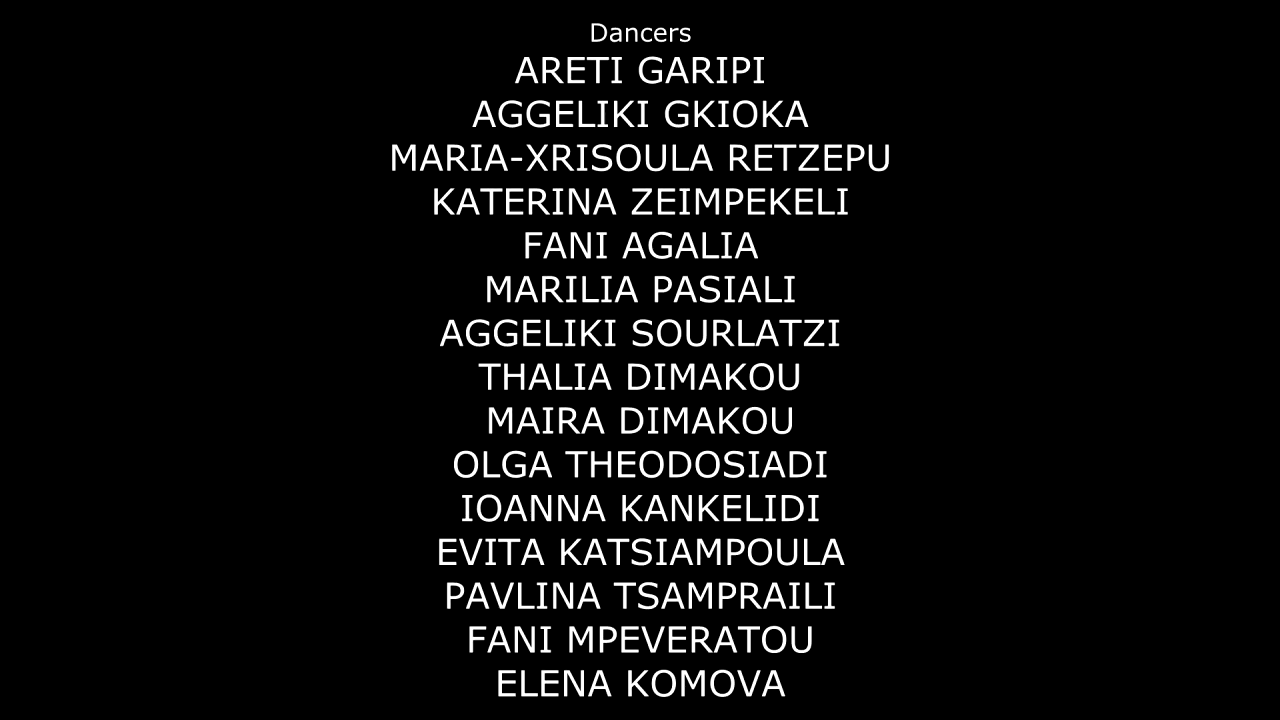 Dancers
ARETI GARIPI
AGGELIKI GKIOKA
MARIA-XRISOULA RETZEPU
KATERINA ZEIMPEKELI
FANI AGALIA
MARILIA PASIALI
AGGELIKI SOURLATZI
THALIA DIMAKOU
MAIRA DIMAKOU
OLGA THEODOSIADI
IOANNA KANKELIDI
EVITA KATSIAMPOULA
PAVLINA TSAMPRAILI
FANI MPEVERATOU
ELENA KOMOVA